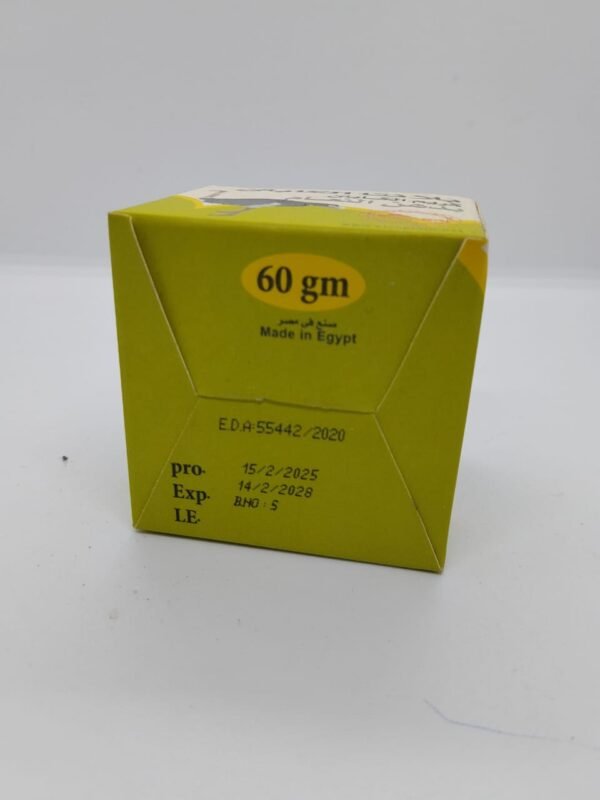 60 gm
صنع فى مصر
Made in Egypt
E.D.A:55442/2020
pro. 15/2/2025
Exp. 14/2/2028
LE. B.NO : 5